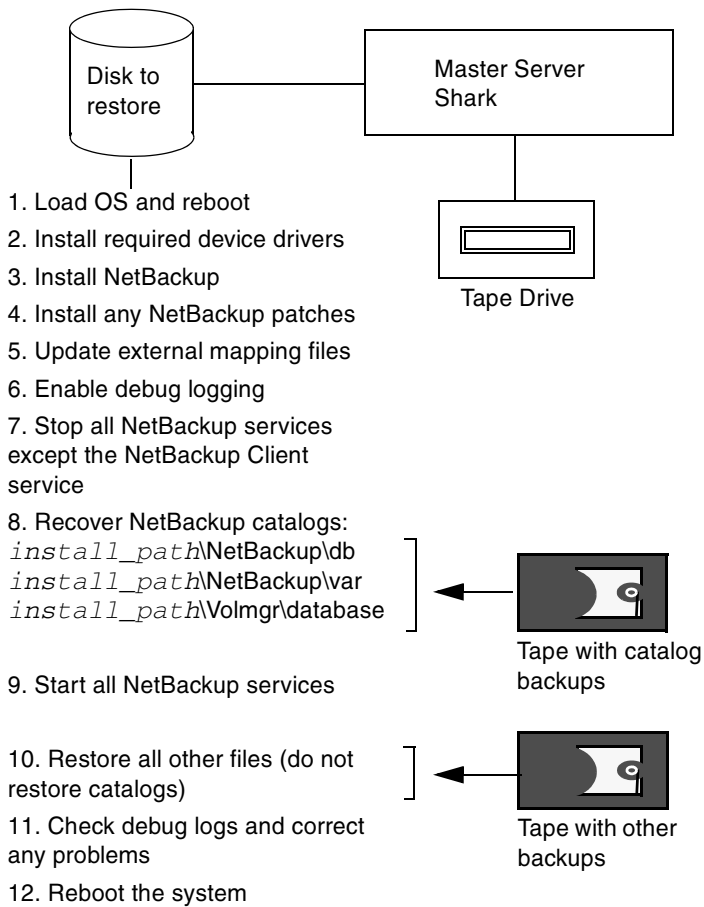 Disk to
restore
Master Server
Shark
Tape Drive
1. Load OS and reboot
2. Install required device drivers
3. Install NetBackup
4. Install any NetBackup patches
5. Update external mapping files
6. Enable debug logging
7. Stop all NetBackup services
except the NetBackup Client
service
8. Recover NetBackup catalogs:
install_path\NetBackup\db
install_path\NetBackup\var
install_path\Volmgr\database
Tape with catalog
backups
9. Start all NetBackup services
10. Restore all other files (do not
restore catalogs)
Tape with other
backups
11. Check debug logs and correct
any problems
12. Reboot the system